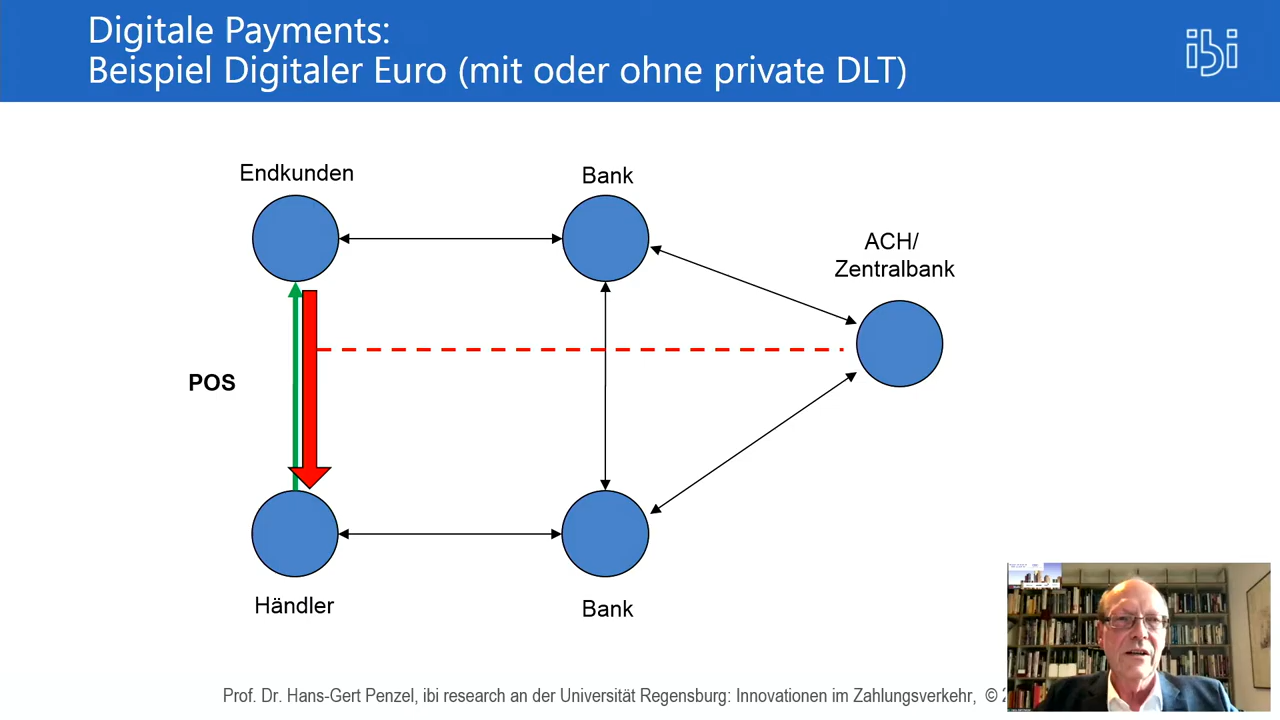 Digitale Payments:
Beispiel Digitaler Euro (mit oder ohne private DLT)
ibi
Endkunden
Bank
ACH/
Zentralbank
POS
Händler
Bank
Prof. Dr. Hans-Gert Penzel, ibi research an der Universität Regensburg: Innovationen im Zahlungsverkehr, ©